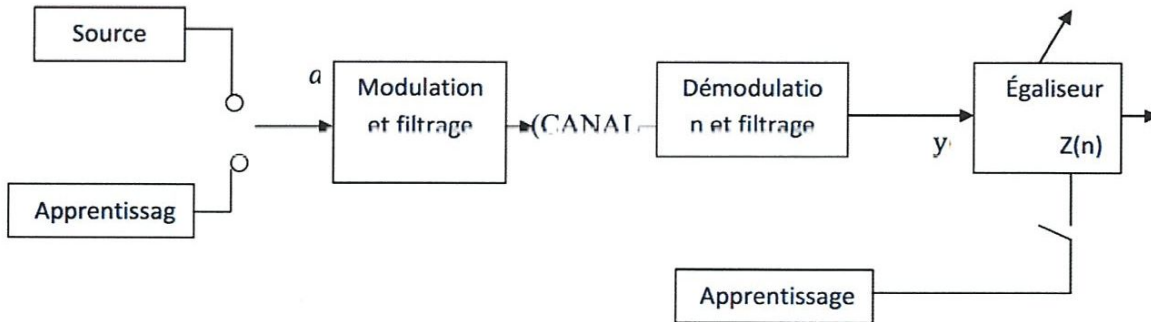 Source
a
Modulation
et filtrage
(CANAL
Démodulatio
n et filtrage
y
Égaliseur
Z(n)
Apprentissag
Apprentissage